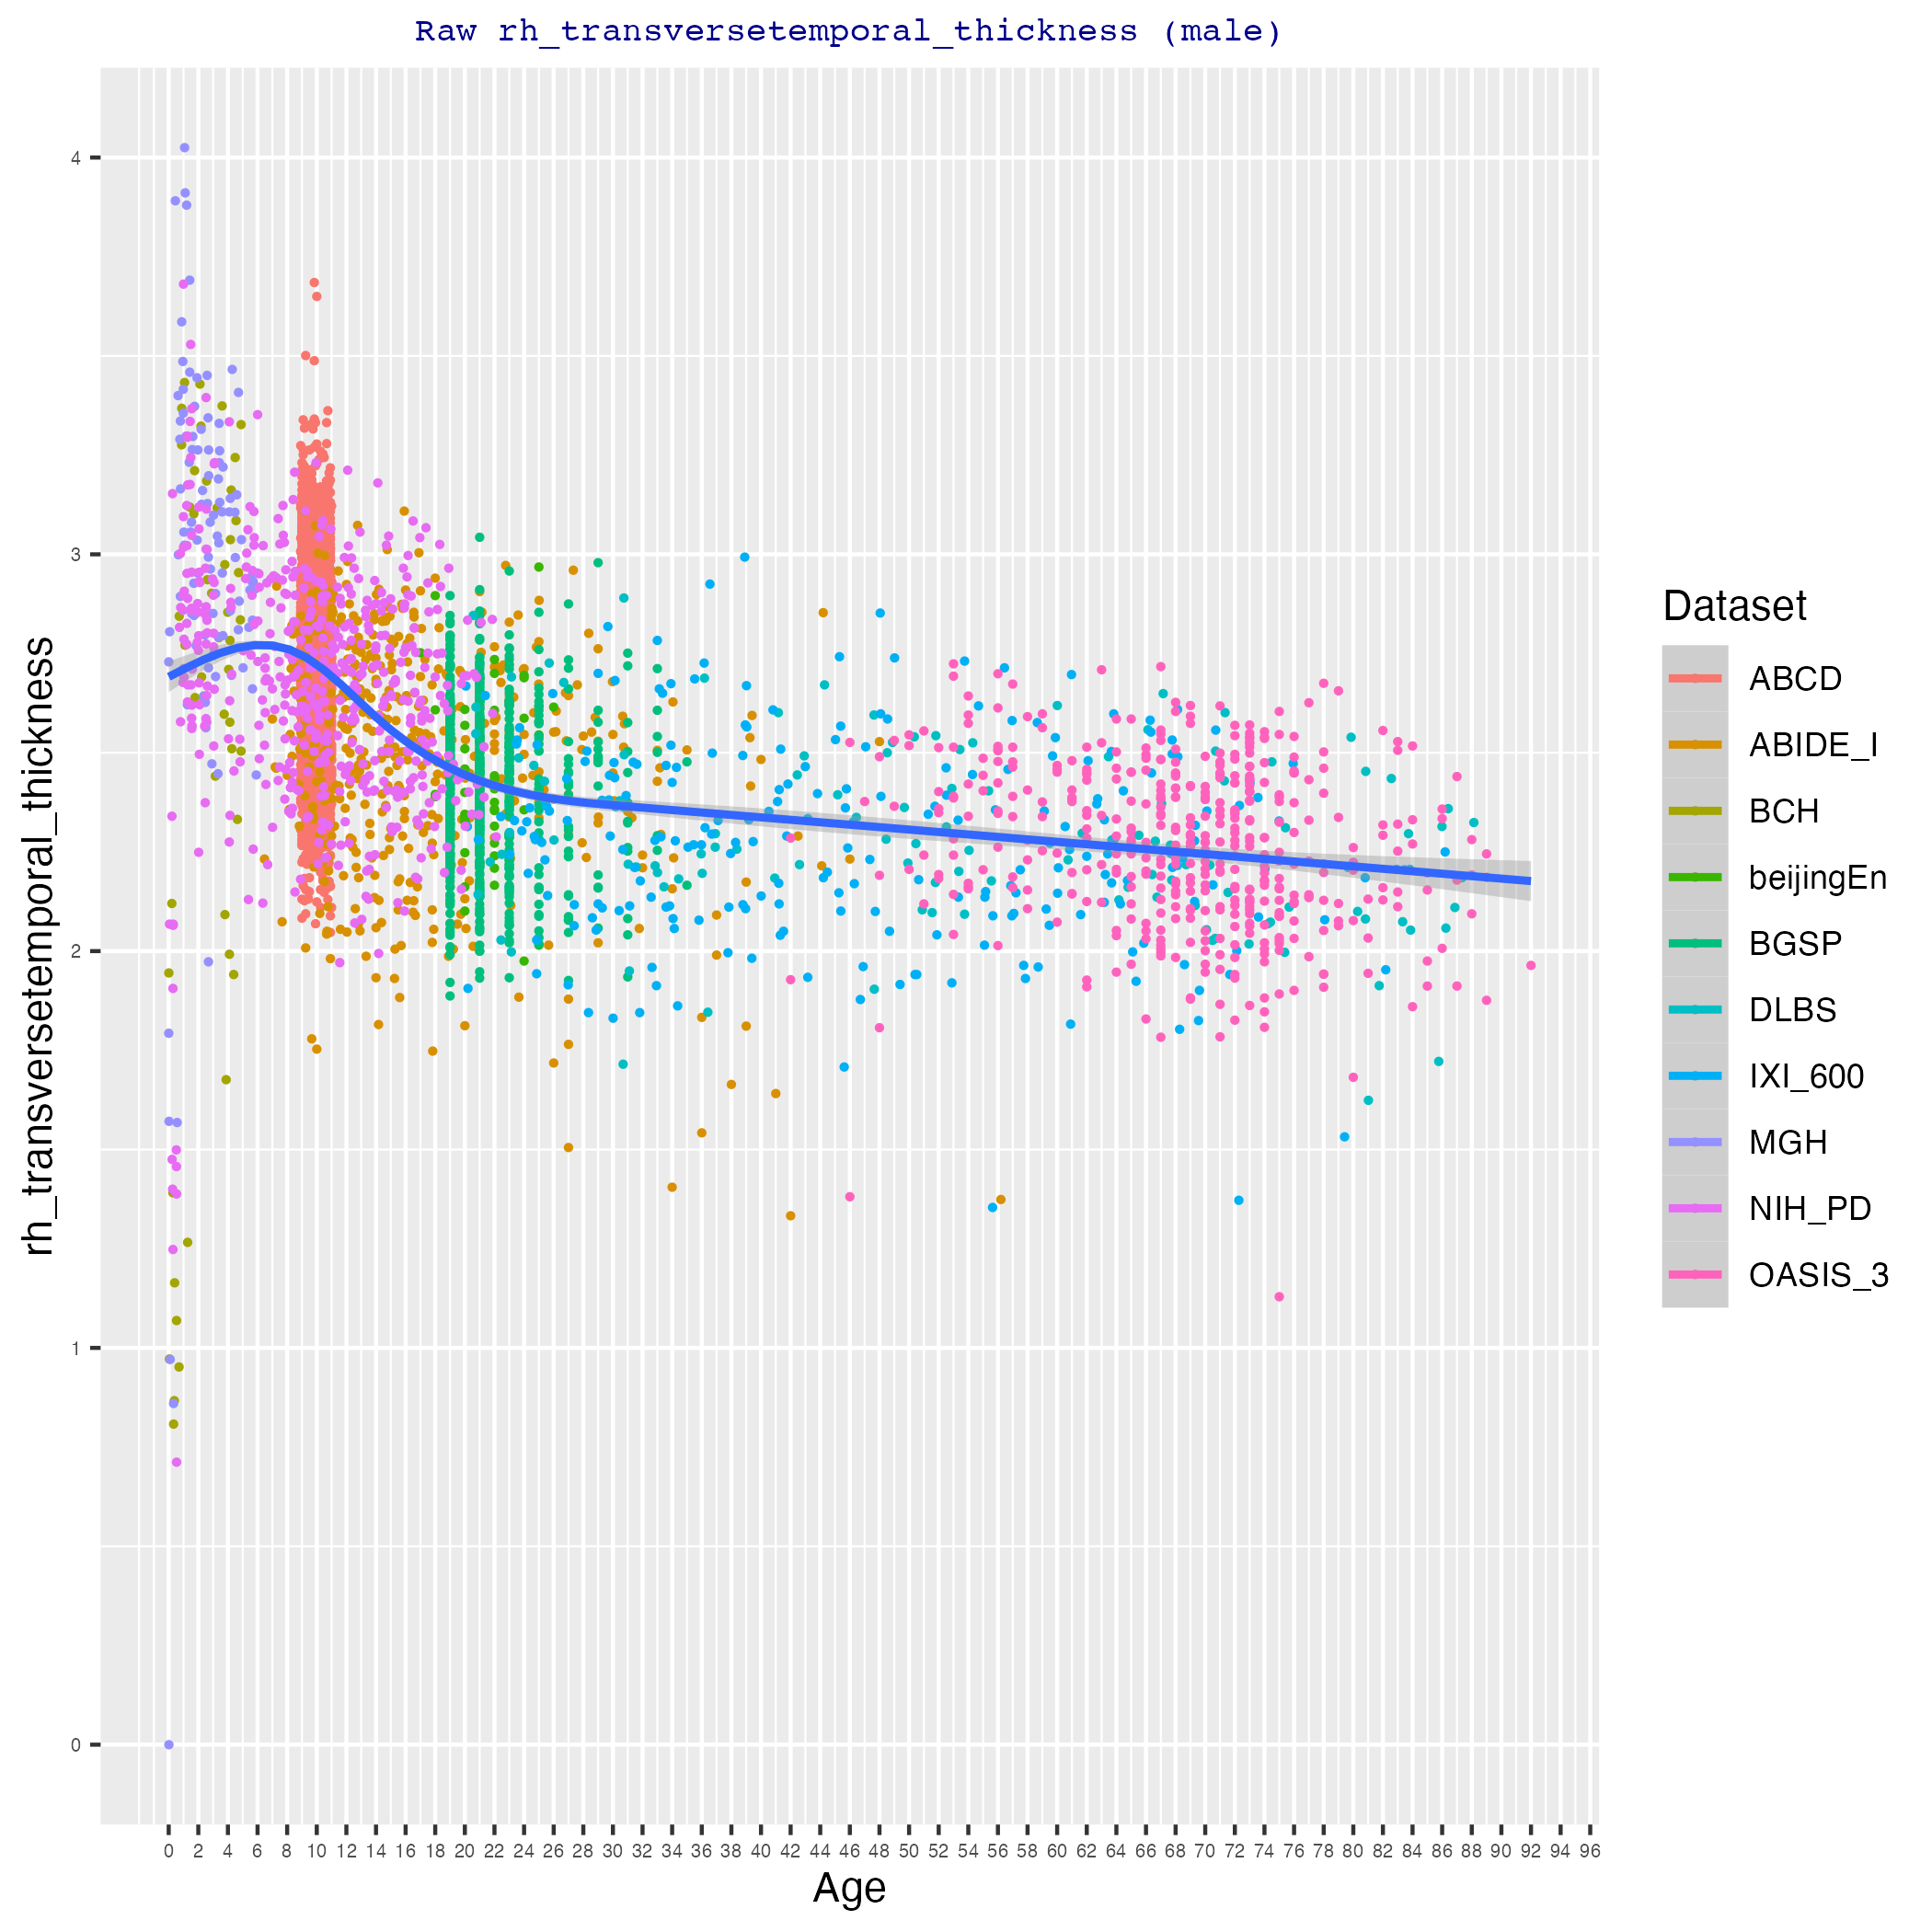 Raw rh_transversetemporal_thickness (male)
rh_transversetemporal_thickness
4
3
2
1
0
0 2 4 6 8 10 12 14 16 18 20 22 24 26 28 30 32 34 36 38 40 42 44 46 48 50 52 54 56 58 60 62 64 66 68 70 72 74 76 78 80 82 84 86 88 90 92 94 96
Age
Dataset
ABCD
ABIDE_I
BCH
beijingEn
BGSP
DLBS
IXI_600
MGH
NIH_PD
OASIS_3